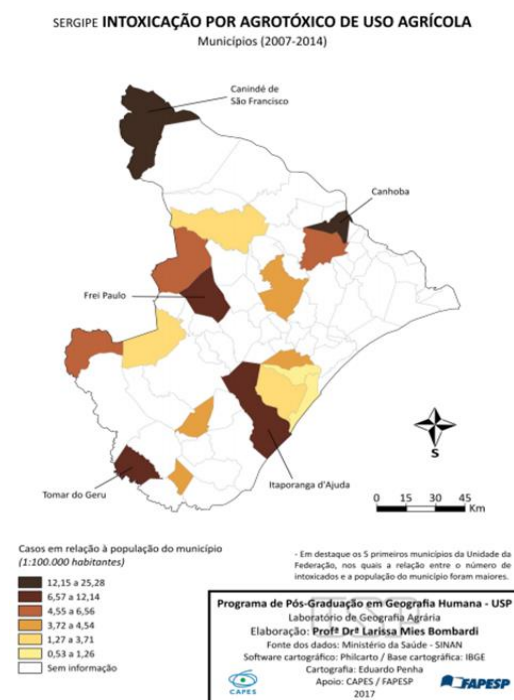 SERGIPE INTOXICAÇÃO POR AGROTÓXICO DE USO AGRÍCOLA
Municípios (2007-2014)
Canindé de
São Francisco
Canhoba
Frei Paulo
S
Itaporanga d'Ajuda
Tomar do Geru
0 15 30 45
Km
Casos em relação à população do município
(1:100.000 habitantes)
12,15 a 25,28
6,57 a 12,14
4,55 a 6,56
3,72 a 4,54
1,27 a 3,71
0,53 a 1,26
Sem informação
- Em destaque os 5 primeiros municípios da Unidade da
Federação, nos quais a relação entre o número de
intoxicados e a população do município foram maiores.
Programa de Pós-Graduação em Geografia Humana - USP
Laboratório de Geografia Agrária
Elaboração: Profª Drª Larissa Mies Bombardi
Fonte dos dados: Ministério da Saúde - SINAN
Software cartográfico: Philcarto / Base cartográfica: IBGE
Cartografia: Eduardo Penha
Apoio: CAPES / FAPESP
2017
CAPES
FAPESP